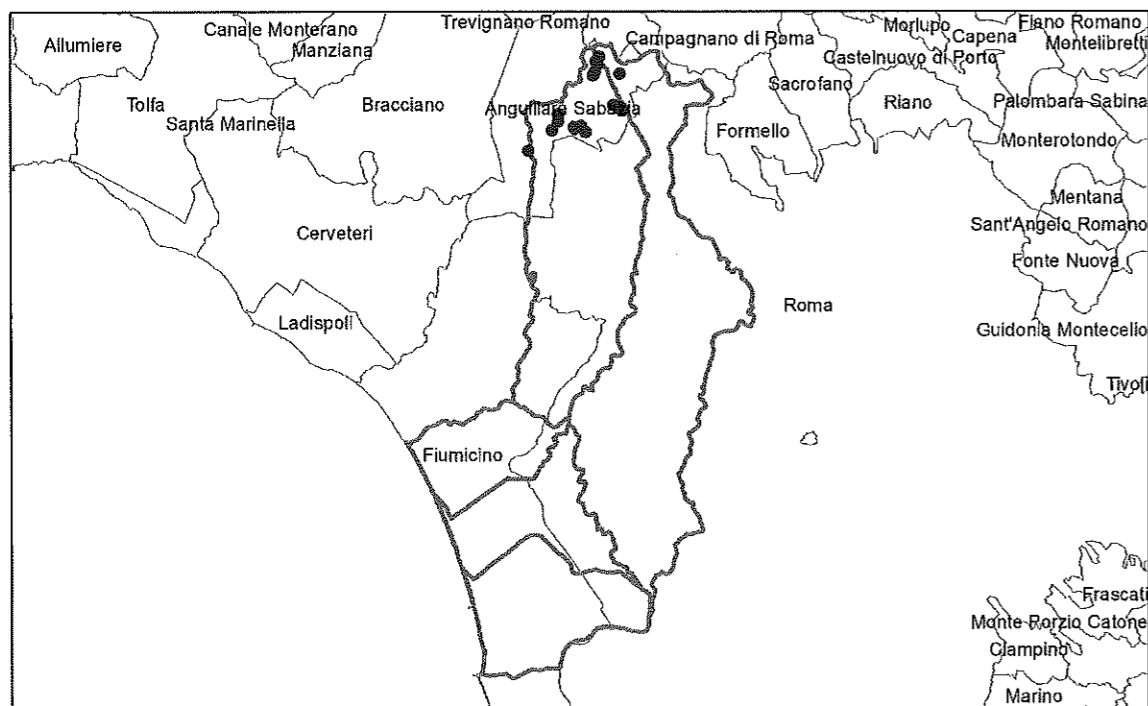 Trevignano Romano
Canale Monterano
Morlupo
Fiano Romano
Allumiere
Manziana
Campagnano di Roma
Capena
Montelibretti
Castelnuovo di Porto
Sacrofano
Tolfa
Bracciano
Anguillara Sabazia
Riano
Palombara Sabina
Santa Marinella
Formello
Monterotondo
Mentana
Sant'Angelo Romano
Cerveteri
Fonte Nuova
Roma
Ladispoli
Guidonia Montecello
Tivoli
Fiumicino
Frascati
Monte Porzio Catone
Ciampino
Marino